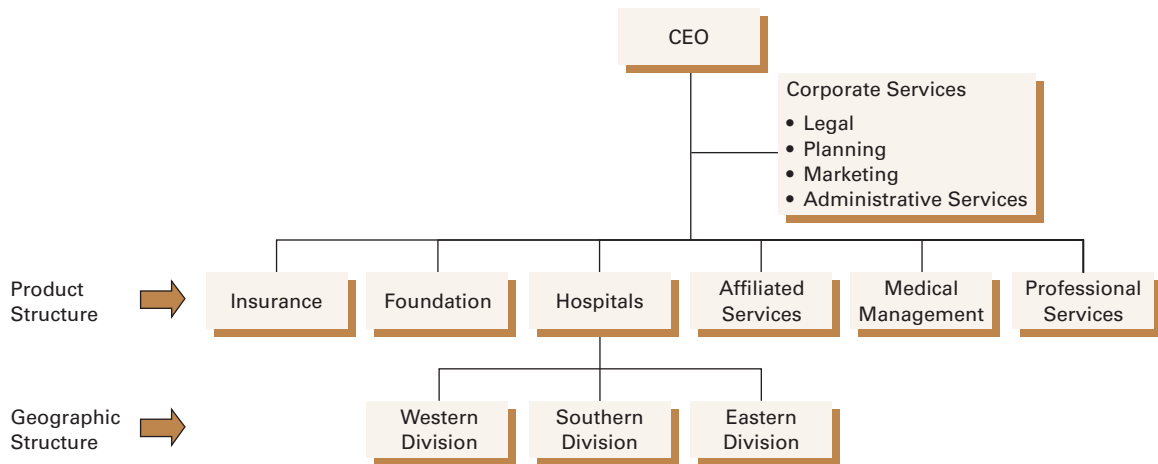 CEO
Corporate Services
• Legal
• Planning
• Marketing
• Administrative Services
Product
Structure
Insurance
Foundation
Hospitals
Affiliated
Services
Medical
Management
Professional
Services
Geographic
Structure
Western
Division
Southern
Division
Eastern
Division